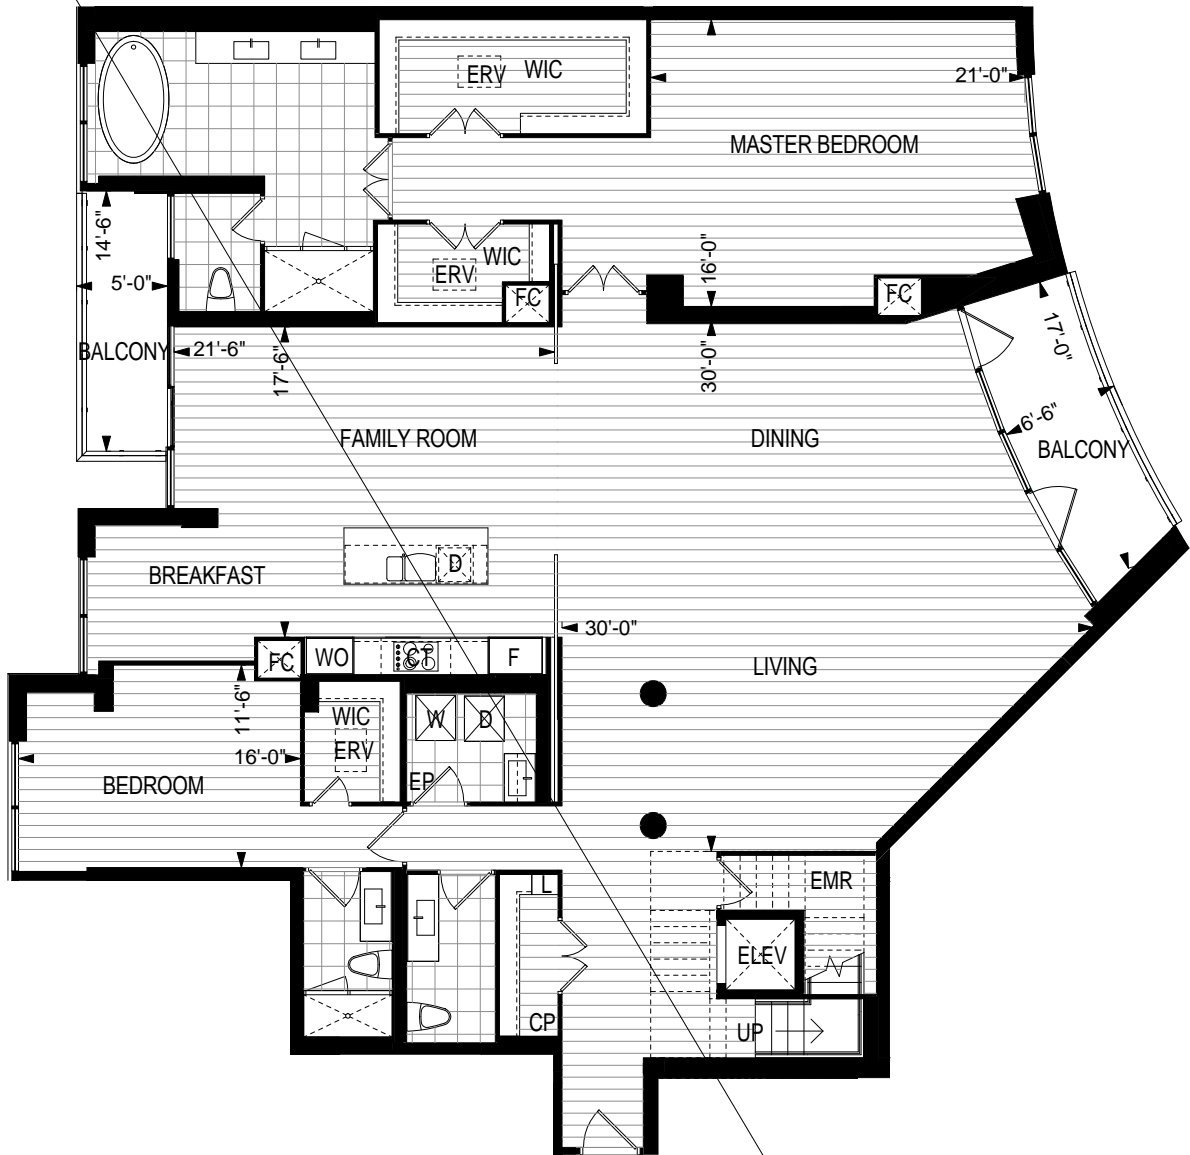 ERV WIC
21'-0"
MASTER BEDROOM
14'-6"
5'-0"
WIC
ERV
16'-0"
FC
FC
BALCONY
21'-6"
17'-6"
30'-0"
17'-0"
6'-6"
FAMILY ROOM
DINING
BALCONY
D
BREAKFAST
30'-0"
FC
WO
CT
F
LIVING
11'-6"
WIC
W
D
16'-0"
ERV
BEDROOM
EP
L
EMR
ELEV
CP
UP